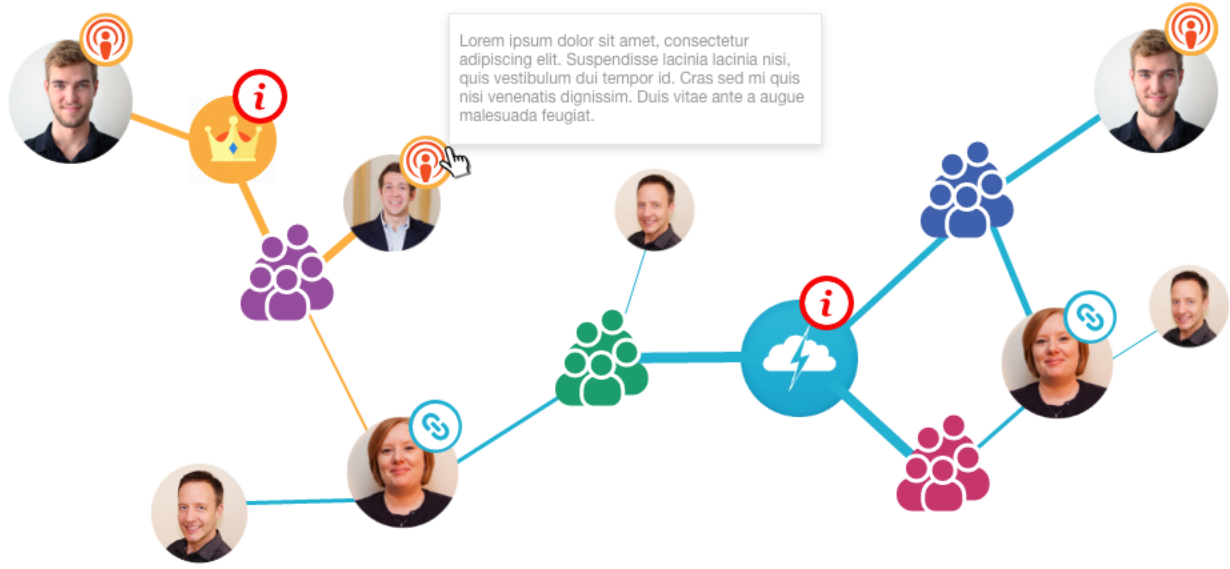 Lorem ipsum dolor sit amet, consectetur
adipiscing elit. Suspendisse lacinia lacinia nisi,
quis vestibulum dui tempor id. Cras sed mi quis
nisi venenatis dignissim. Duis vitae ante a augue
malesuada feugiat.
i
i